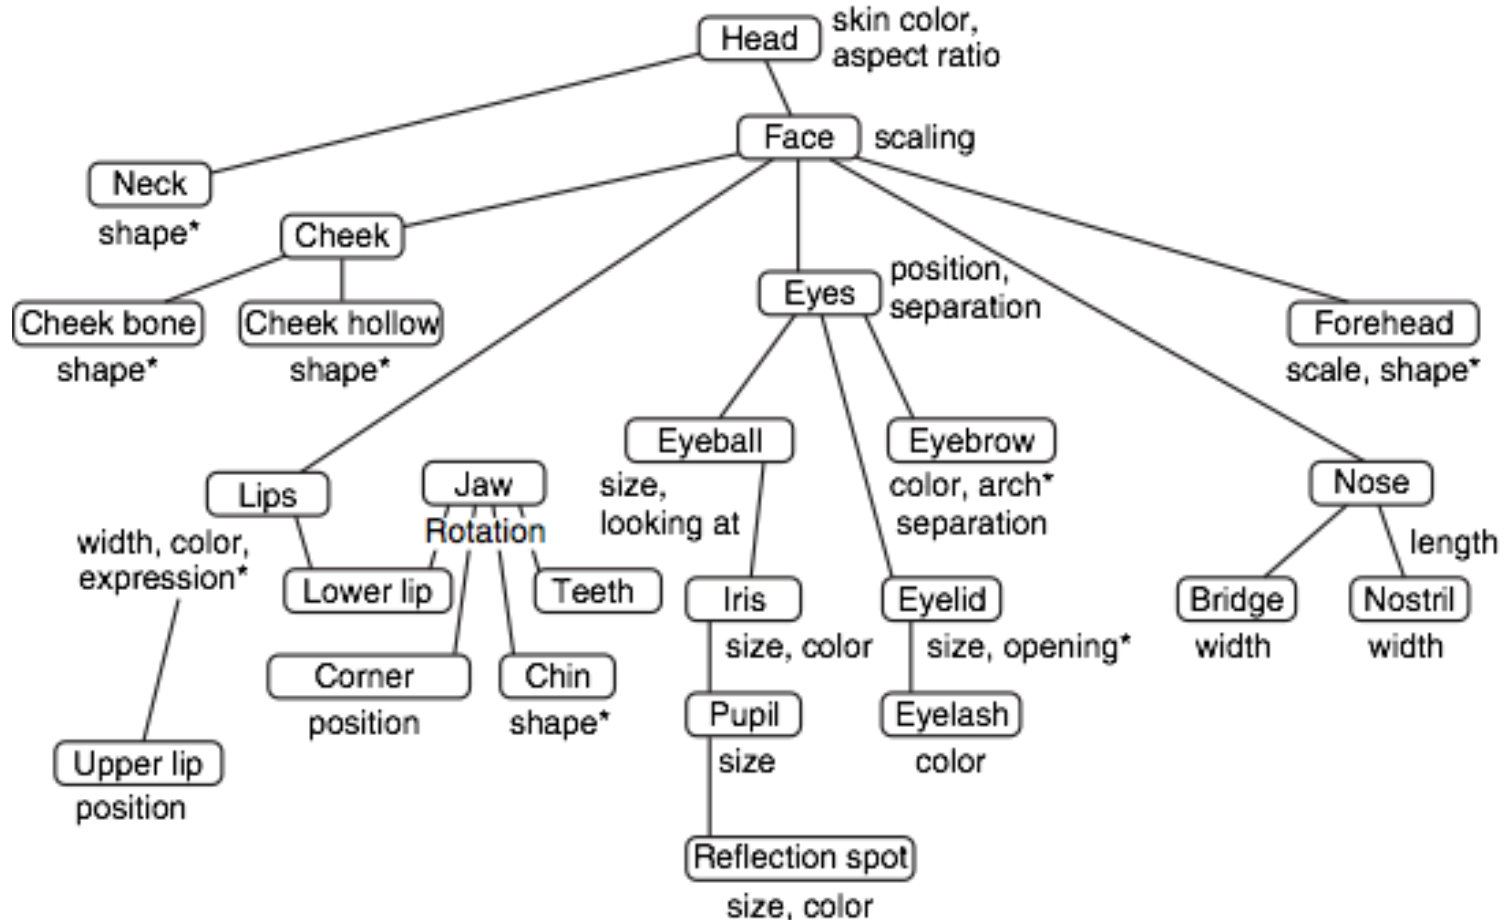 Head
skin color,
aspect ratio
Face
scaling
Neck
shape*
Cheek
Cheek bone
shape*
Cheek hollow
shape*
Eyes
position,
separation
Forehead
scale, shape*
Eyeball
size,
looking at
Eyebrow
color, arch*
separation
Lips
width, color,
expression*
Jaw
Rotation
Nose
length
Lower lip
Teeth
Iris
size, color
Eyelid
size, opening*
Bridge
width
Nostril
width
Corner
position
Chin
shape*
Pupil
size
Eyelash
color
Upper lip
position
Reflection spot
size, color